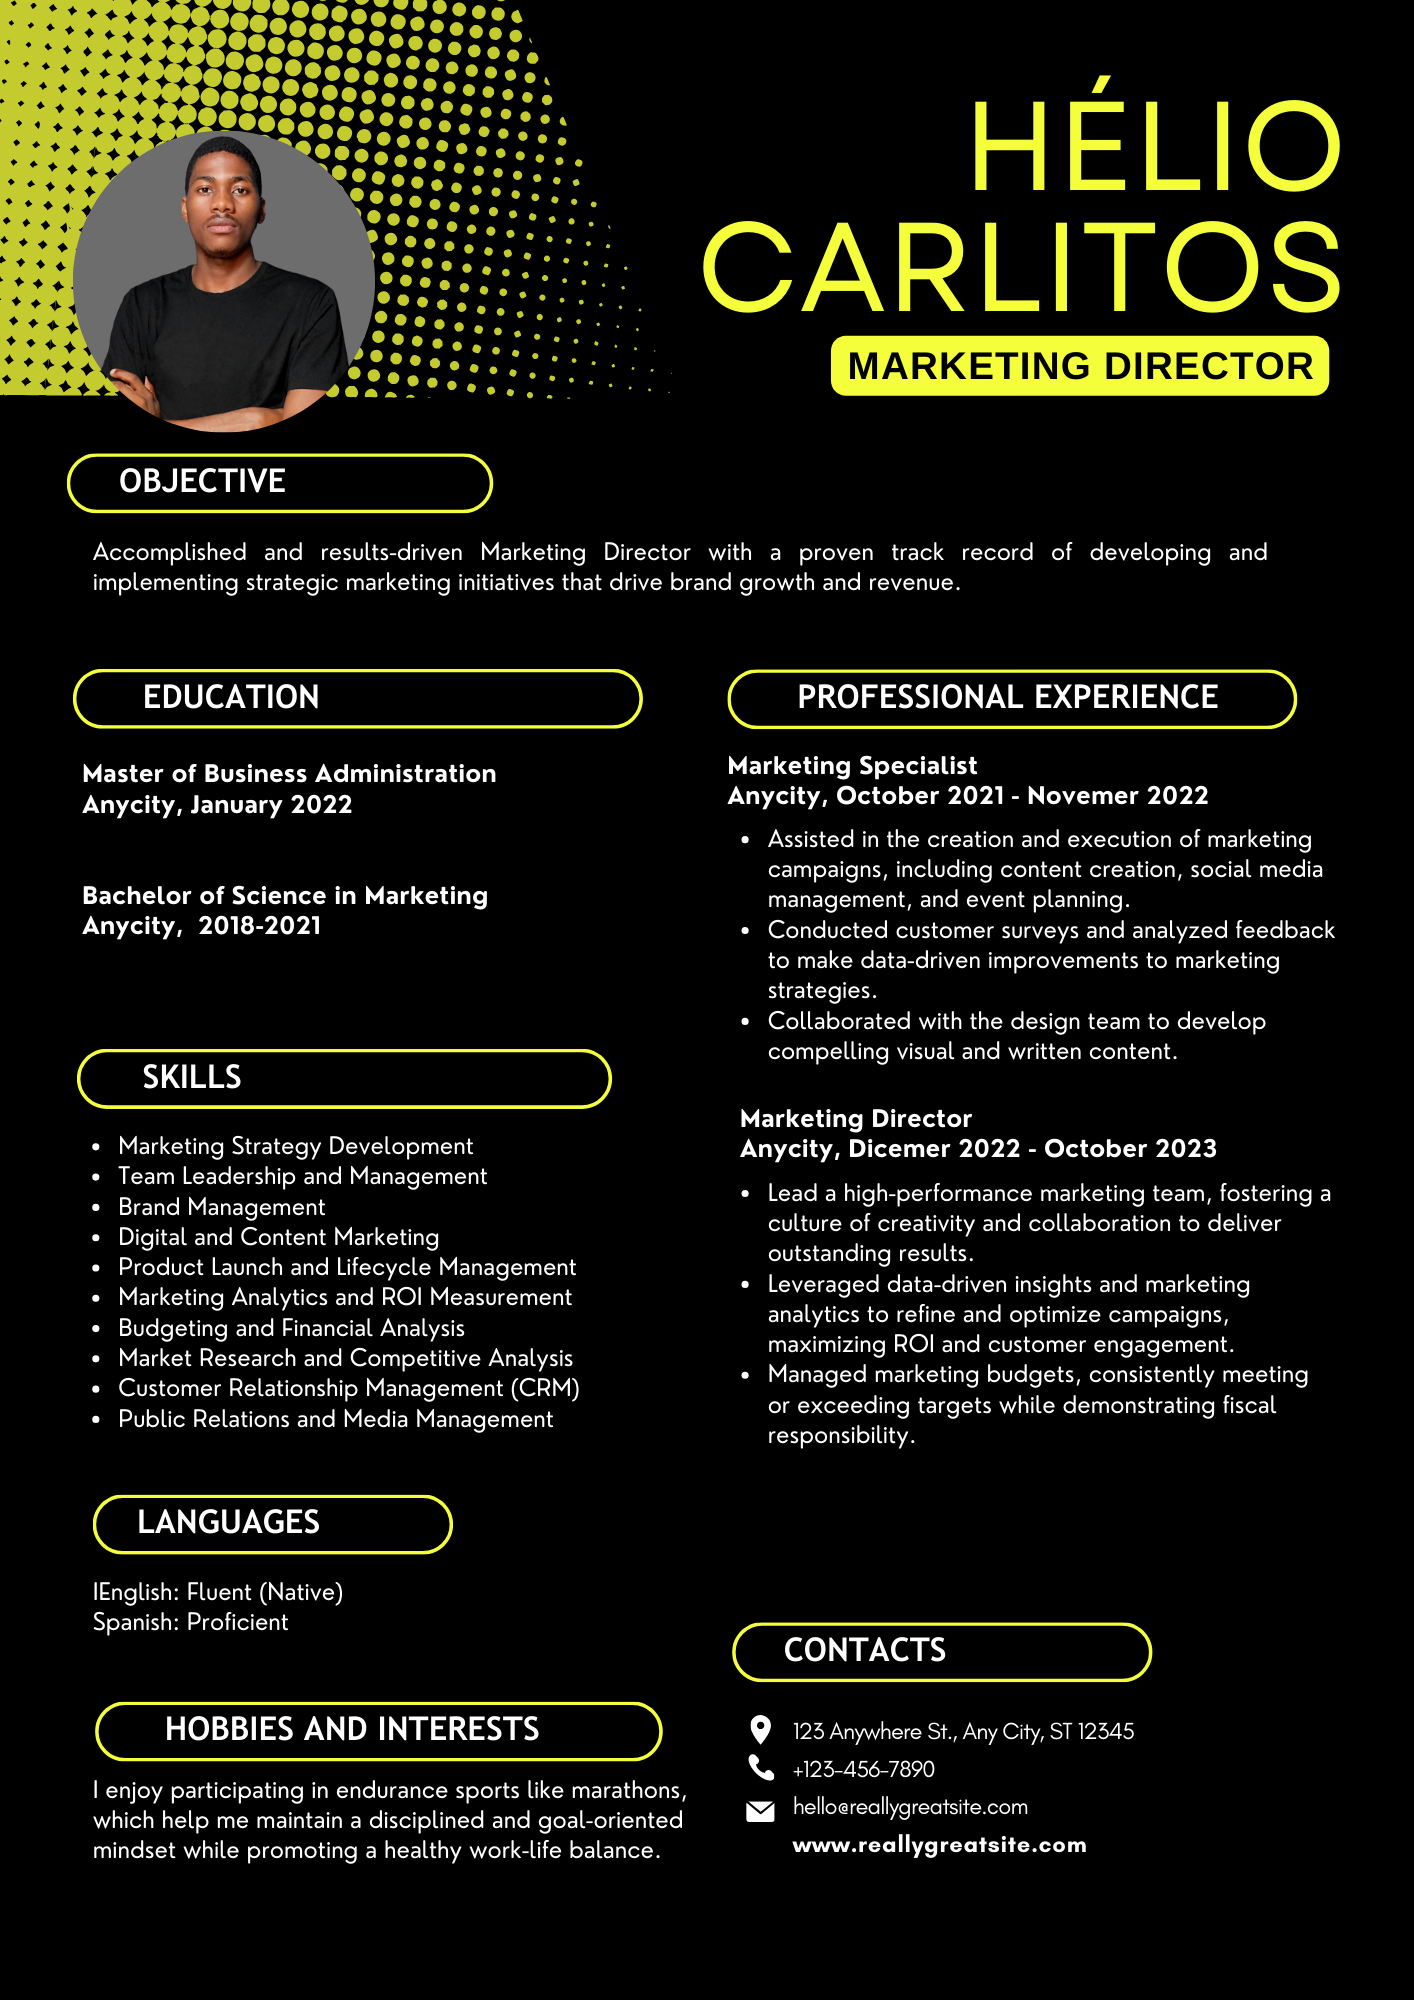 HÉLIO
CARLITOS
MARKETING DIRECTOR
OBJECTIVE
Accomplished and results-driven Marketing Director with a proven track record of developing and
implementing strategic marketing initiatives that drive brand growth and revenue.
EDUCATION
Master of Business Administration
Anycity, January 2022
Bachelor of Science in Marketing
Anycity,  2018-2021
SKILLS
• Marketing Strategy Development
• Team Leadership and Management
• Brand Management
• Digital and Content Marketing
• Product Launch and Lifecycle Management
• Marketing Analytics and ROI Measurement
• Budgeting and Financial Analysis
• Market Research and Competitive Analysis
• Customer Relationship Management (CRM)
• Public Relations and Media Management
LANGUAGES
IEnglish: Fluent (Native)
Spanish: Proficient
HOBBIES AND INTERESTS
I enjoy participating in endurance sports like marathons,
which help me maintain a disciplined and goal-oriented
mindset while promoting a healthy work-life balance.
PROFESSIONAL EXPERIENCE
Marketing Specialist
Anycity, October 2021 - Novemer 2022
• Assisted in the creation and execution of marketing
campaigns, including content creation, social media
management, and event planning.
• Conducted customer surveys and analyzed feedback
to make data-driven improvements to marketing
strategies.
• Collaborated with the design team to develop
compelling visual and written content.
Marketing Director
Anycity, Dicemer 2022 - October 2023
• Lead a high-performance marketing team, fostering a
culture of creativity and collaboration to deliver
outstanding results.
• Leveraged data-driven insights and marketing
analytics to refine and optimize campaigns,
maximizing ROI and customer engagement.
• Managed marketing budgets, consistently meeting
or exceeding targets while demonstrating fiscal
responsibility.
CONTACTS
123 Anywhere St., Any City, ST 12345
+123-456-7890
hello@reallygreatsite.com
www.reallygreatsite.com